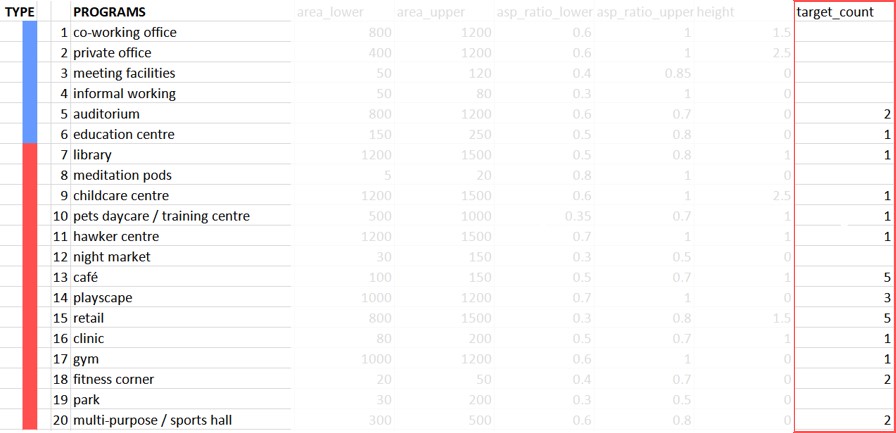 TYPE PROGRAMS area_lower area_upper asp_ratio_lower asp_ratio_upper height target_count
1 co-working office 800 1200 0.6 1 1.5
2 private office 400 1200 0.6 1 2.5
3 meeting facilities 50 120 0.4 0.85 0
4 informal working 50 80 0.3 1 0
5 auditorium 800 1200 0.6 0.7 0 2
6 education centre 150 250 0.5 0.8 0 1
7 library 1200 1500 0.5 0.8 1 1
8 meditation pods 5 20 0.8 1 0
9 childcare centre 1200 1500 0.6 1 2.5 1
10 pets daycare / training centre 500 1000 0.35 0.7 1 1
11 hawker centre 1200 1500 0.7 1 1 1
12 night market 30 150 0.3 0.5 0
13 café 100 150 0.5 0.7 1 5
14 playscape 1000 1200 0.7 1 0 3
15 retail 800 1500 0.3 0.8 1.5 5
16 clinic 80 200 0.5 0.7 1 1
17 gym 1000 1200 0.6 1 0 1
18 fitness corner 20 50 0.4 0.7 0 2
19 park 30 200 0.3 0.5 0
20 multi-purpose / sports hall 300 500 0.6 0.8 0 2